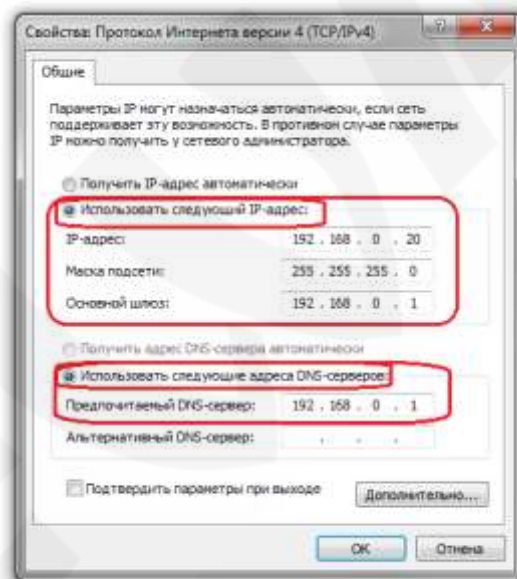 Свойства: Протокол Интернета версии 4 (TCP/IPv4)
Общие
Параметры IP могут назначаться автоматически, если сеть
поддерживает эту возможность. В противном случае параметры
IP можно получить у сетевого администратора.
Получить IP-адрес автоматически
Использовать следующий IP-адрес:
IP-адрес: 192 . 168 . 0 . 20
Маска подсети: 255 . 255 . 255 . 0
Основной шлюз: 192 . 168 . 0 . 1
Получить адрес DNS-сервера автоматически
Использовать следующие адреса DNS-серверов:
Предпочитаемый DNS-сервер: 192 . 168 . 0 . 1
Альтернативный DNS-сервер: . . .
Подтвердить параметры при выходе
Дополнительно...
ОК Отмена